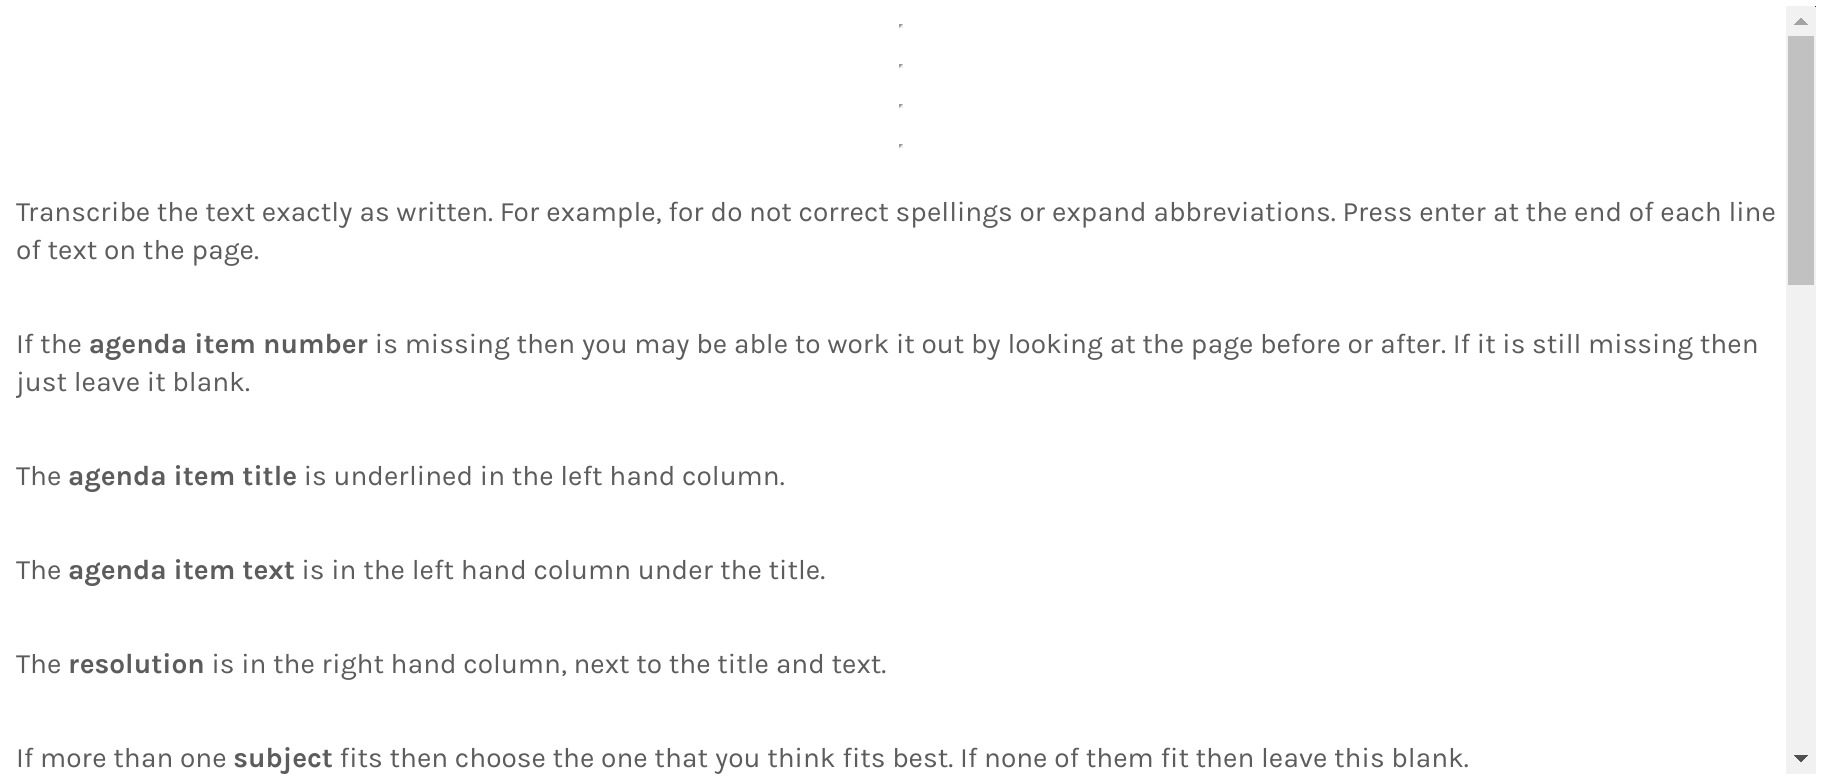 Transcribe the text exactly as written. For example, for do not correct spellings or expand abbreviations. Press enter at the end of each line
of text on the page.
If the agenda item number is missing then you may be able to work it out by looking at the page before or after. If it is still missing then
just leave it blank.
The agenda item title is underlined in the left hand column.
The agenda item text is in the left hand column under the title.
The resolution is in the right hand column, next to the title and text.
If more than one subject fits then choose the one that you think fits best. If none of them fit then leave this blank.